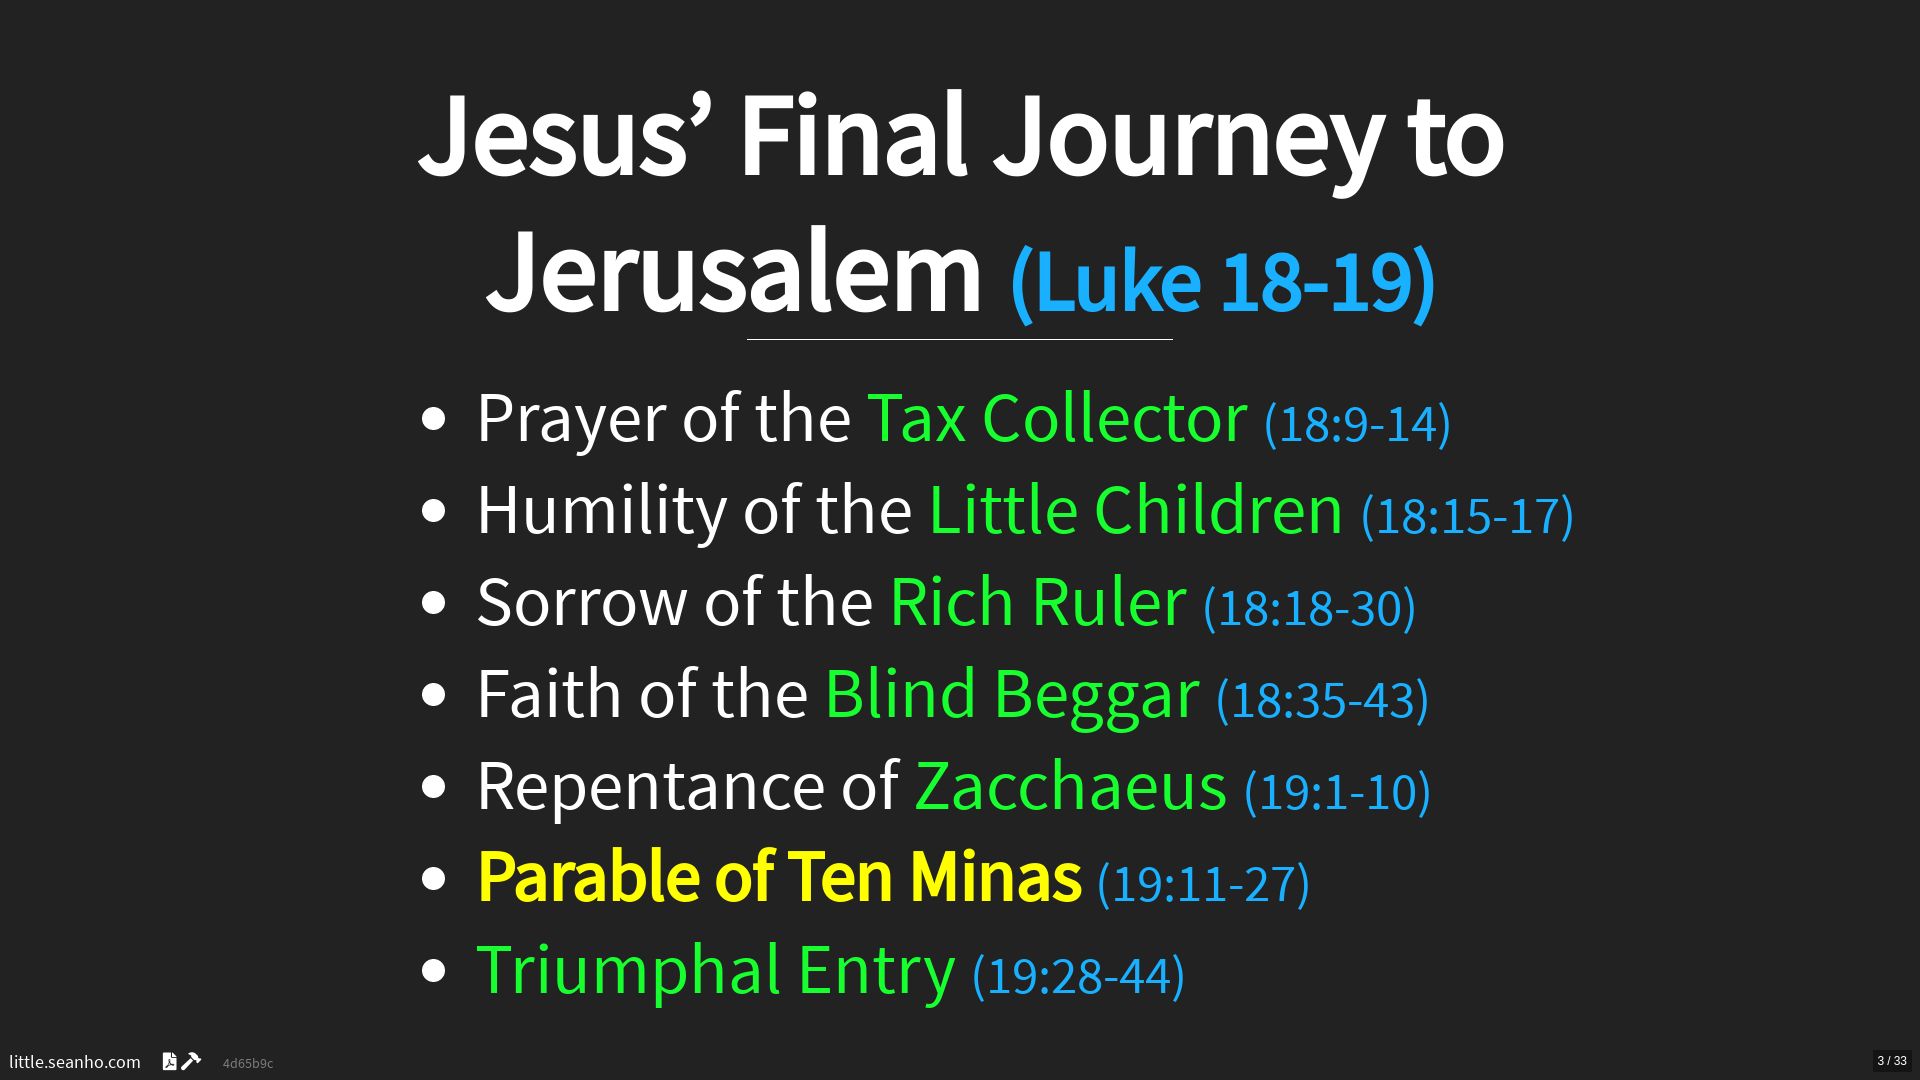 Jesus’ Final Journey to
Jerusalem (Luke 18-19)
Prayer of the Tax Collector (18:9-14)
Humility of the Little Children (18:15-17)
Sorrow of the Rich Ruler (18:18-30)
Faith of the Blind Beggar (18:35-43)
Repentance of Zacchaeus (19:1-10)
Parable of Ten Minas (19:11-27)
Triumphal Entry (19:28-44)
little.seanho.com 4d65b9c
3 / 33